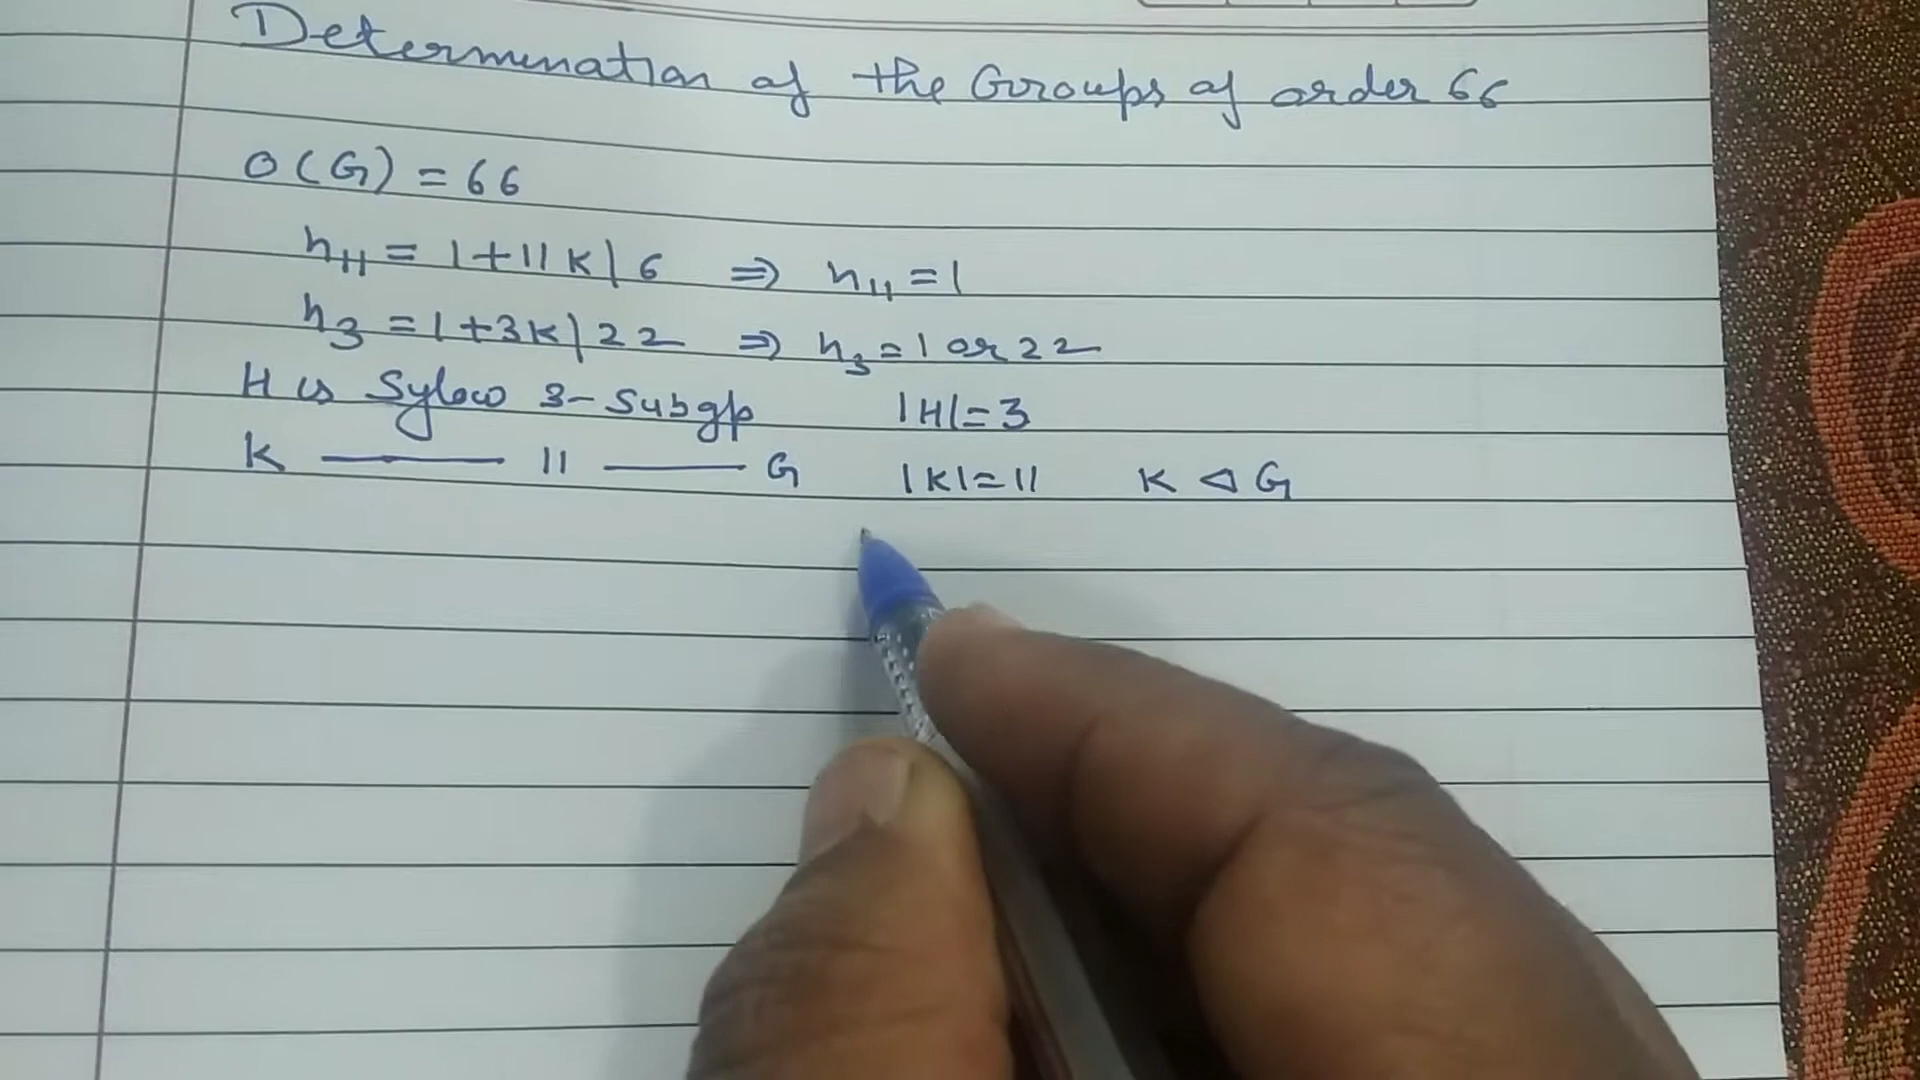 Determination of the Groups of order 66
O(G) = 66
n₁₁ = 1+11K|6 ⇒ n₁₁ = 1
n₃ = 1+3K|22 ⇒ n₃ = 1 or 22
H is Sylow 3-Subgp |H| = 3
K —— 11 —— G |K| = 11 K ⊲ G